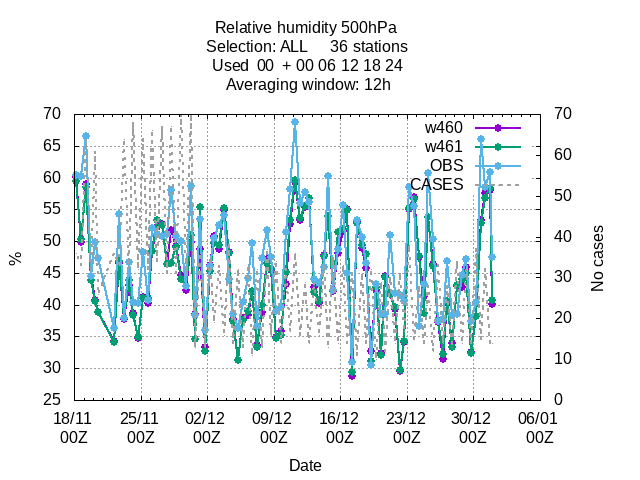 Relative humidity 500hPa
Selection: ALL 36 stations
Used 00 + 00 06 12 18 24
Averaging window: 12h
70 70
w460
w461
OBS
CASES
65
60 60
55
50 50
45
40 40
35
30 30
25
20
10
0
%
No cases
18/11 25/11 02/12 09/12 16/12 23/12 30/12 06/01
00Z 00Z 00Z 00Z 00Z 00Z 00Z 00Z
Date